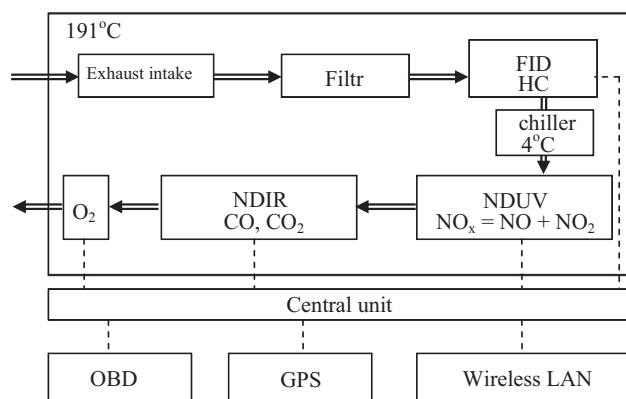 191°C
Exhaust intake
Filtr
FID
HC
chiller
4°C
O₂
NDIR
CO, CO₂
NDUV
NOₓ = NO + NO₂
Central unit
OBD
GPS
Wireless LAN